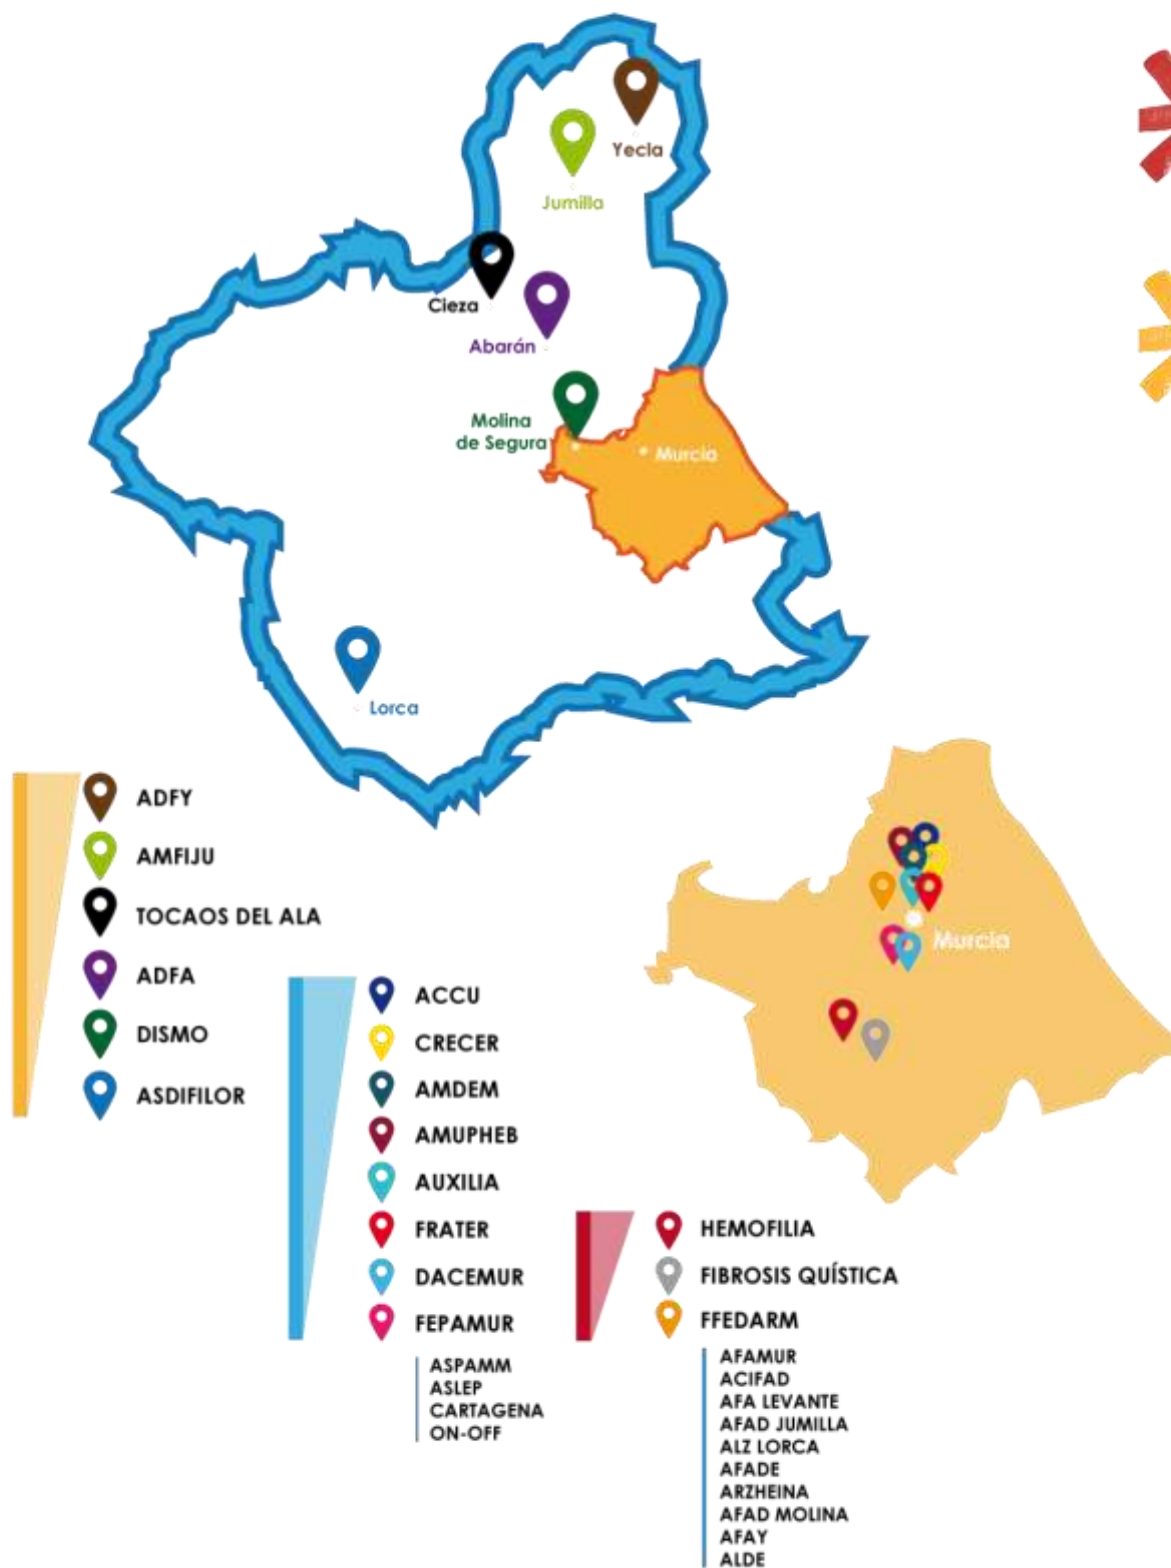 Yecla
Jumilla
Cieza
Abarán
Molina
de Segura
Murcia
Lorca
ADFY
AMFIJU
TOCAOS DEL ALA
ADFA
DISMO
ASDIFILOR
Murcia
ACCU
CRECER
AMDEM
AMUPHEB
AUXILIA
FRATER
DACEMUR
FEPAMUR
ASPAMM
ASLEP
CARTAGENA
ON-OFF
HEMOFILIA
FIBROSIS QUÍSTICA
FFEDARM
AFAMUR
ACIFAD
AFA LEVANTE
AFAD JUMILLA
ALZ LORCA
AFADE
ARZHEINA
AFAD MOLINA
AFAY
ALDE